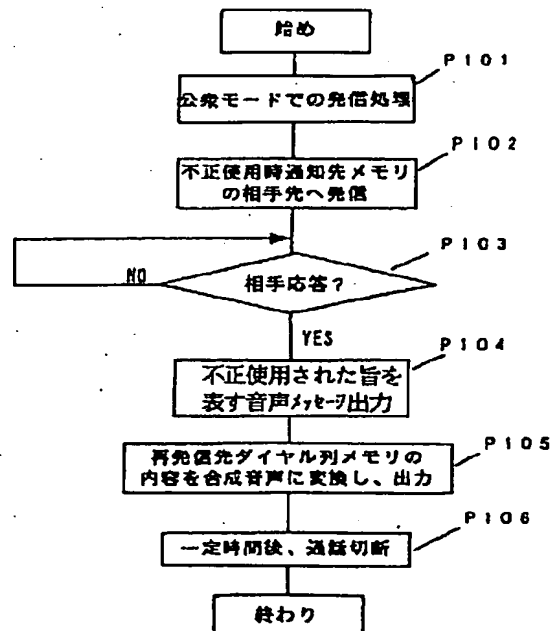 始め
P101
公衆モードでの発信処理
P102
不正使用時通知先メモリ
の相手先へ発信
P103
相手応答?
NO
YES
P104
不正使用された旨を
表す音声メッセージ出力
P105
再発信先ダイヤル列メモリの
内容を合成音声に変換し、出力
P106
一定時間後、通話切断
終わり